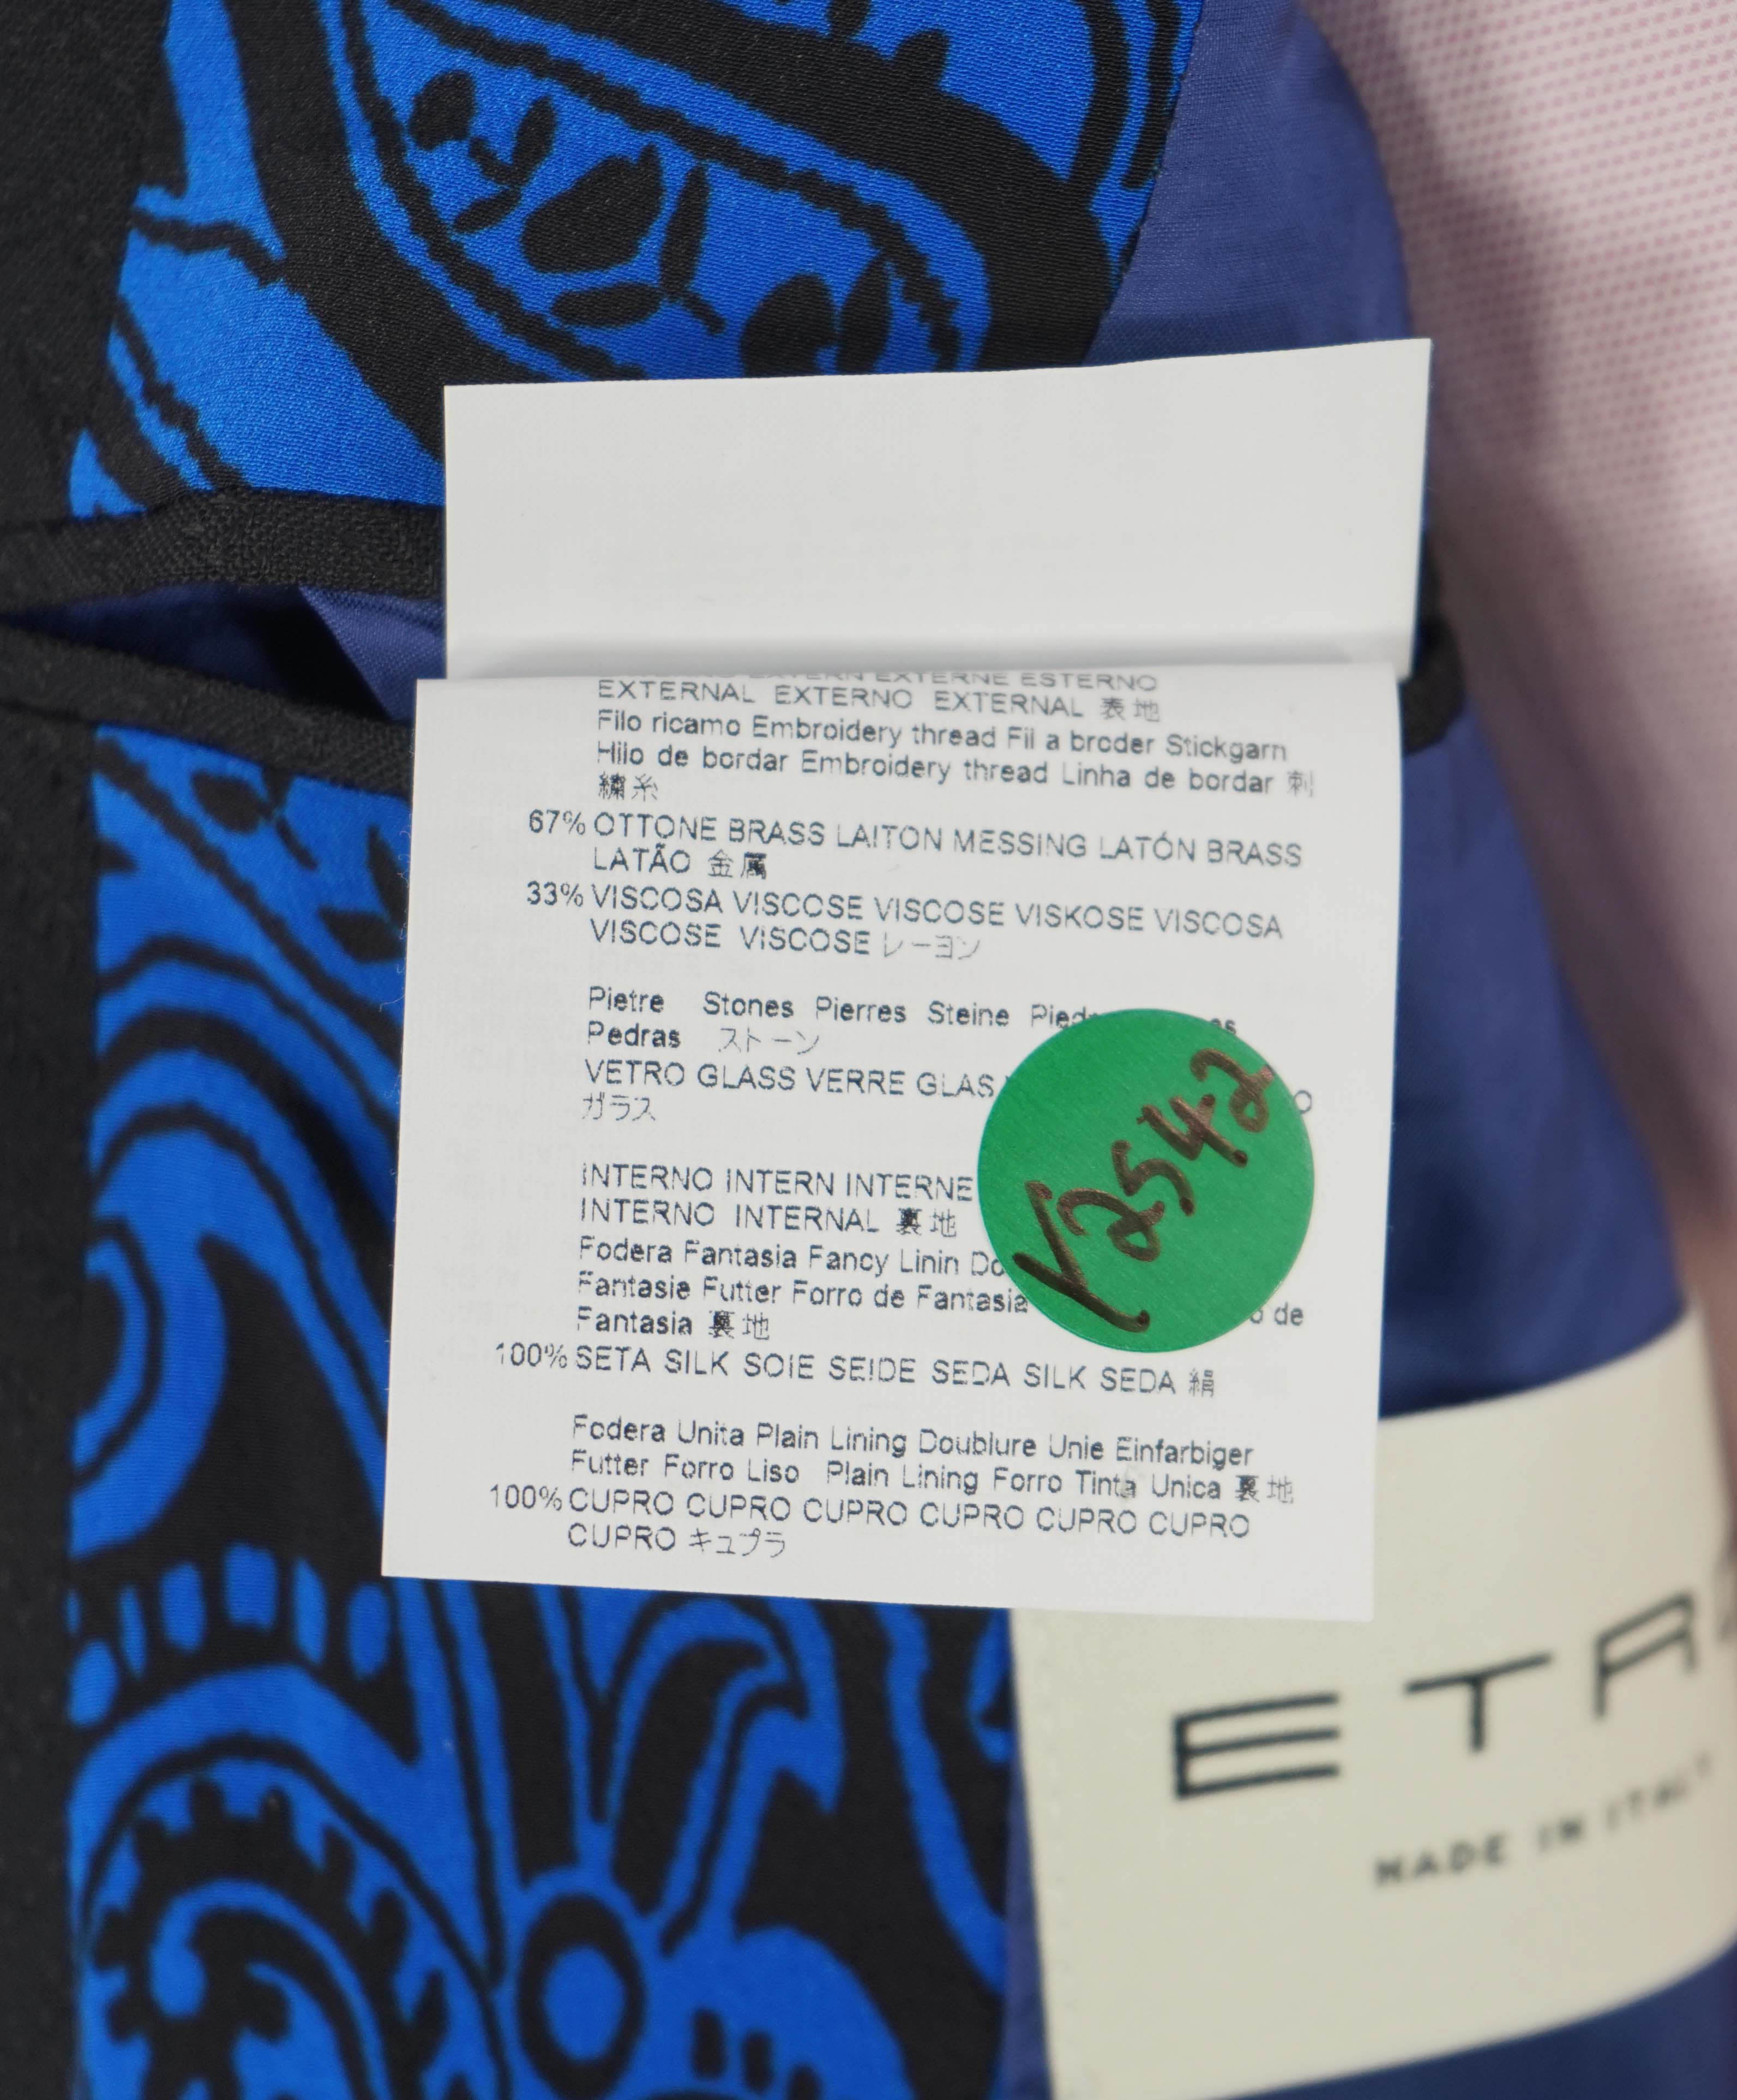 EXTERN EXTERNE ESTERNO
EXTERNAL EXTERNO EXTERNAL 表地
Filo ricamo Embroidery thread Fil a broder Stickgarn
Hilo de bordar Embroidery thread Linha de bordar 刺
繍糸
67% OTTONE BRASS LAITON MESSING LATÓN BRASS
LATÃO 金属
33% VISCOSA VISCOSE VISCOSE VISKOSE VISCOSA
VISCOSE VISCOSE レーヨン
Pietre Stones Pierres Steine
Pedras ストーン
VETRO GLASS VERRE GLAS
ガラス
INTERNO INTERN INTERNE
INTERNO INTERNAL 裏地
Fodera Fantasia Fancy Linin
Fantasie Futter Forro de Fantasia de
Fantasia 裏地
100% SETA SILK SOIE SEIDE SEDA SILK SEDA 絹
Fodera Unita Plain Lining Doublure Unie Einfarbiger
Futter Forro Liso Plain Lining Forro Tinta Unica 裏地
100% CUPRO CUPRO CUPRO CUPRO CUPRO CUPRO
CUPRO キュプラ
Y2542
ETR
MADE IN ITALY